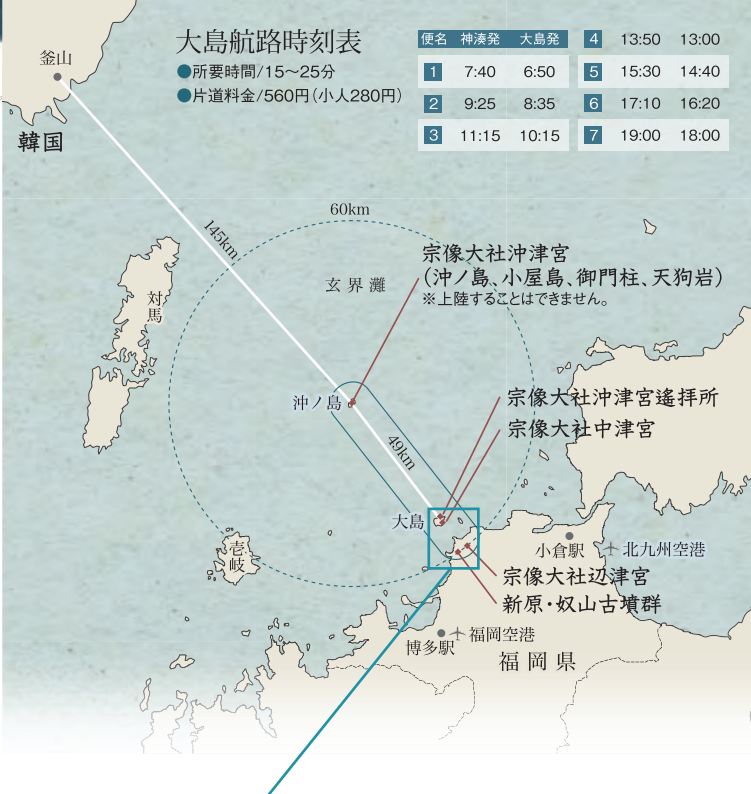 大島航路時刻表
●所要時間/15〜25分
●片道料金/560円(小人280円)
便名 神湊発 大島発
1 7:40 6:50
2 9:25 8:35
3 11:15 10:15
4 13:50 13:00
5 15:30 14:40
6 17:10 16:20
7 19:00 18:00
釜山
韓国
145km
60km
玄界灘
宗像大社沖津宮
(沖ノ島、小屋島、御門柱、天狗岩)
※上陸することはできません。
対馬
沖ノ島
49km
宗像大社沖津宮遙拝所
宗像大社中津宮
大島
壱岐
小倉駅
北九州空港
宗像大社辺津宮
新原・奴山古墳群
博多駅
福岡空港
福岡県